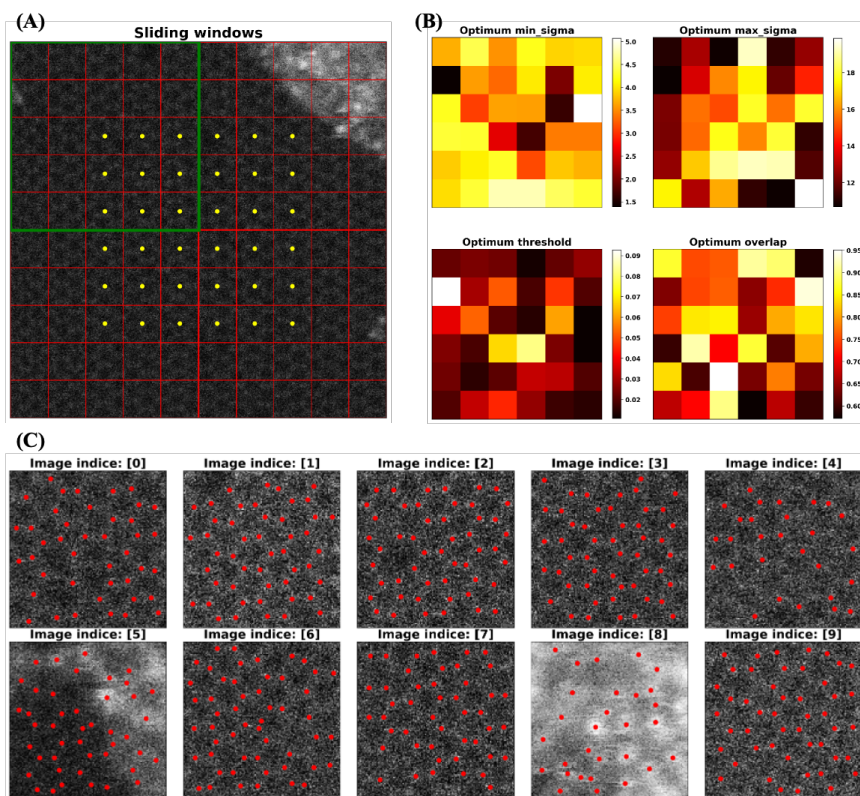 (A)
Sliding windows
(B)
Optimum min_sigma
5.0
4.5
4.0
3.5
3.0
2.5
2.0
1.5
Optimum max_sigma
18
16
14
12
Optimum threshold
0.09
0.08
0.07
0.06
0.05
0.04
0.03
0.02
Optimum overlap
0.95
0.90
0.85
0.80
0.75
0.70
0.65
0.60
(C)
Image indice: [0]
Image indice: [1]
Image indice: [2]
Image indice: [3]
Image indice: [4]
Image indice: [5]
Image indice: [6]
Image indice: [7]
Image indice: [8]
Image indice: [9]